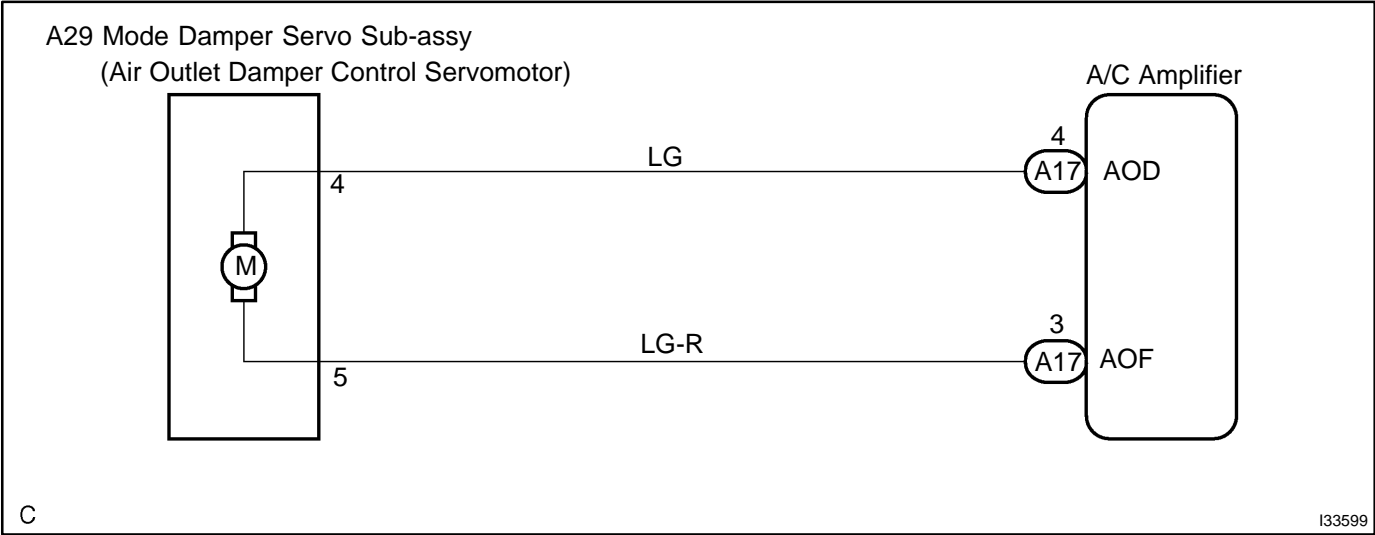 A29 Mode Damper Servo Sub-assy
(Air Outlet Damper Control Servomotor)
A/C Amplifier
LG
4
4
A17
AOD
M
LG-R
5
3
A17
AOF
C
I33599